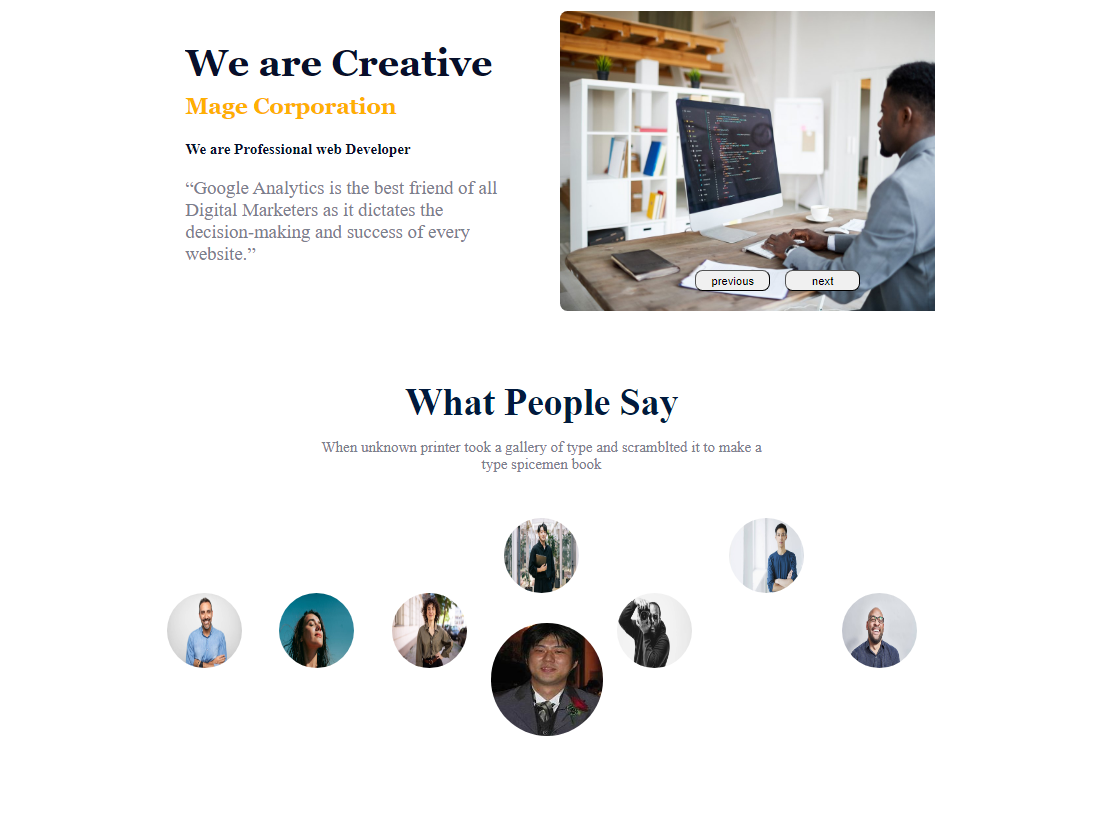 We are Creative
Mage Corporation
We are Professional web Developer
“Google Analytics is the best friend of all
Digital Marketers as it dictates the
decision-making and success of every
website.”
previous
next
What People Say
When unknown printer took a gallery of type and scramblted it to make a
type spicemen book